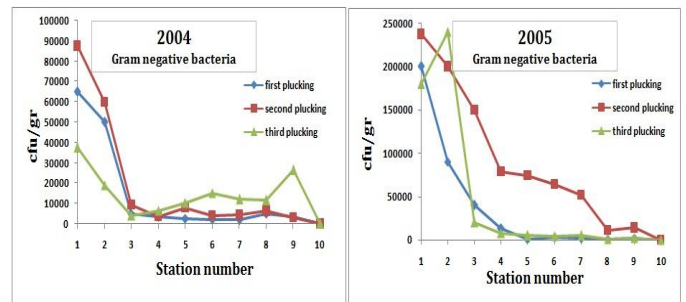 2004
Gram negative bacteria
cfu/gr
100000
90000
80000
70000
60000
50000
40000
30000
20000
10000
0
first plucking
second plucking
third plucking
1 2 3 4 5 6 7 8 9 10
Station number
2005
Gram negative bacteria
cfu/gr
250000
200000
150000
100000
50000
0
first plucking
second plucking
third plucking
1 2 3 4 5 6 7 8 9 10
Station number